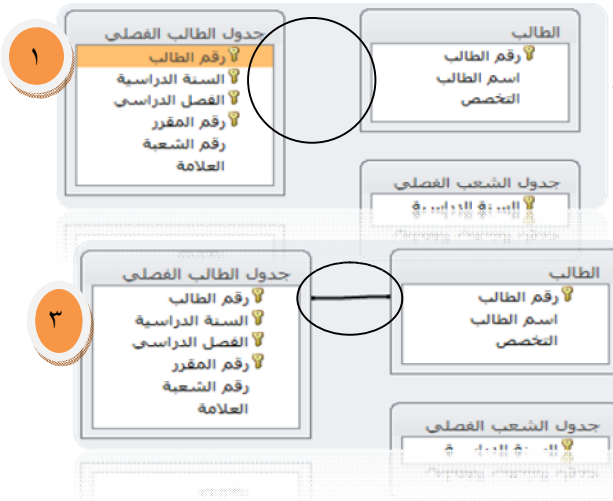 ١
الطالب
رقم الطالب
اسم الطالب
التخصص
جدول الطالب الفصلي
رقم الطالب
السنة الدراسية
الفصل الدراسي
رقم المقرر
رقم الشعبة
العلامة
جدول الشعب الفصلي
السنة الدراسية
٣
الطالب
رقم الطالب
اسم الطالب
التخصص
جدول الطالب الفصلي
رقم الطالب
السنة الدراسية
الفصل الدراسي
رقم المقرر
رقم الشعبة
العلامة
جدول الشعب الفصلي